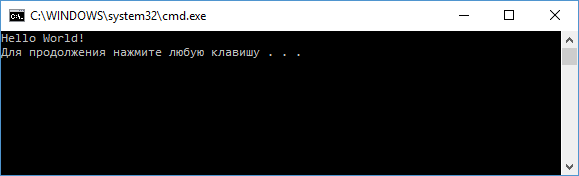 C:\WINDOWS\system32\cmd.exe
Hello World!
Для продолжения нажмите любую клавишу . . .